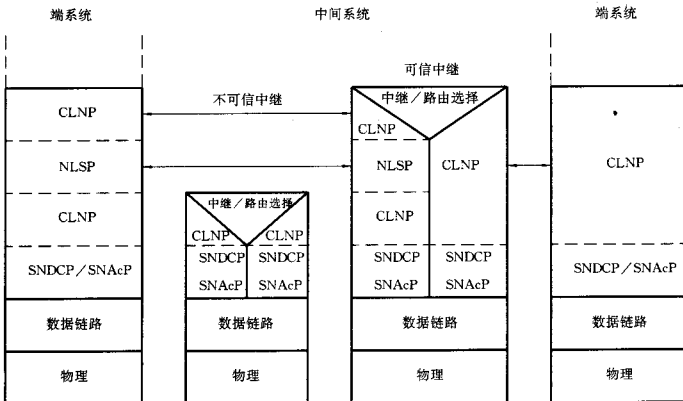 端系统 中间系统 端系统
可信中继
不可信中继
中继／路由选择
CLNP CLNP
NLSP CLNP CLNP
NLSP
中继／路由选择
CLNP CLNP CLNP CLNP
SNDCP SNDCP SNDCP SNDCP
SNDCP／SNAcP SNDCP／SNAcP
SNAcP SNAcP SNAcP SNAcP
数据链路 数据链路 数据链路 数据链路
物理 物理 物理 物理